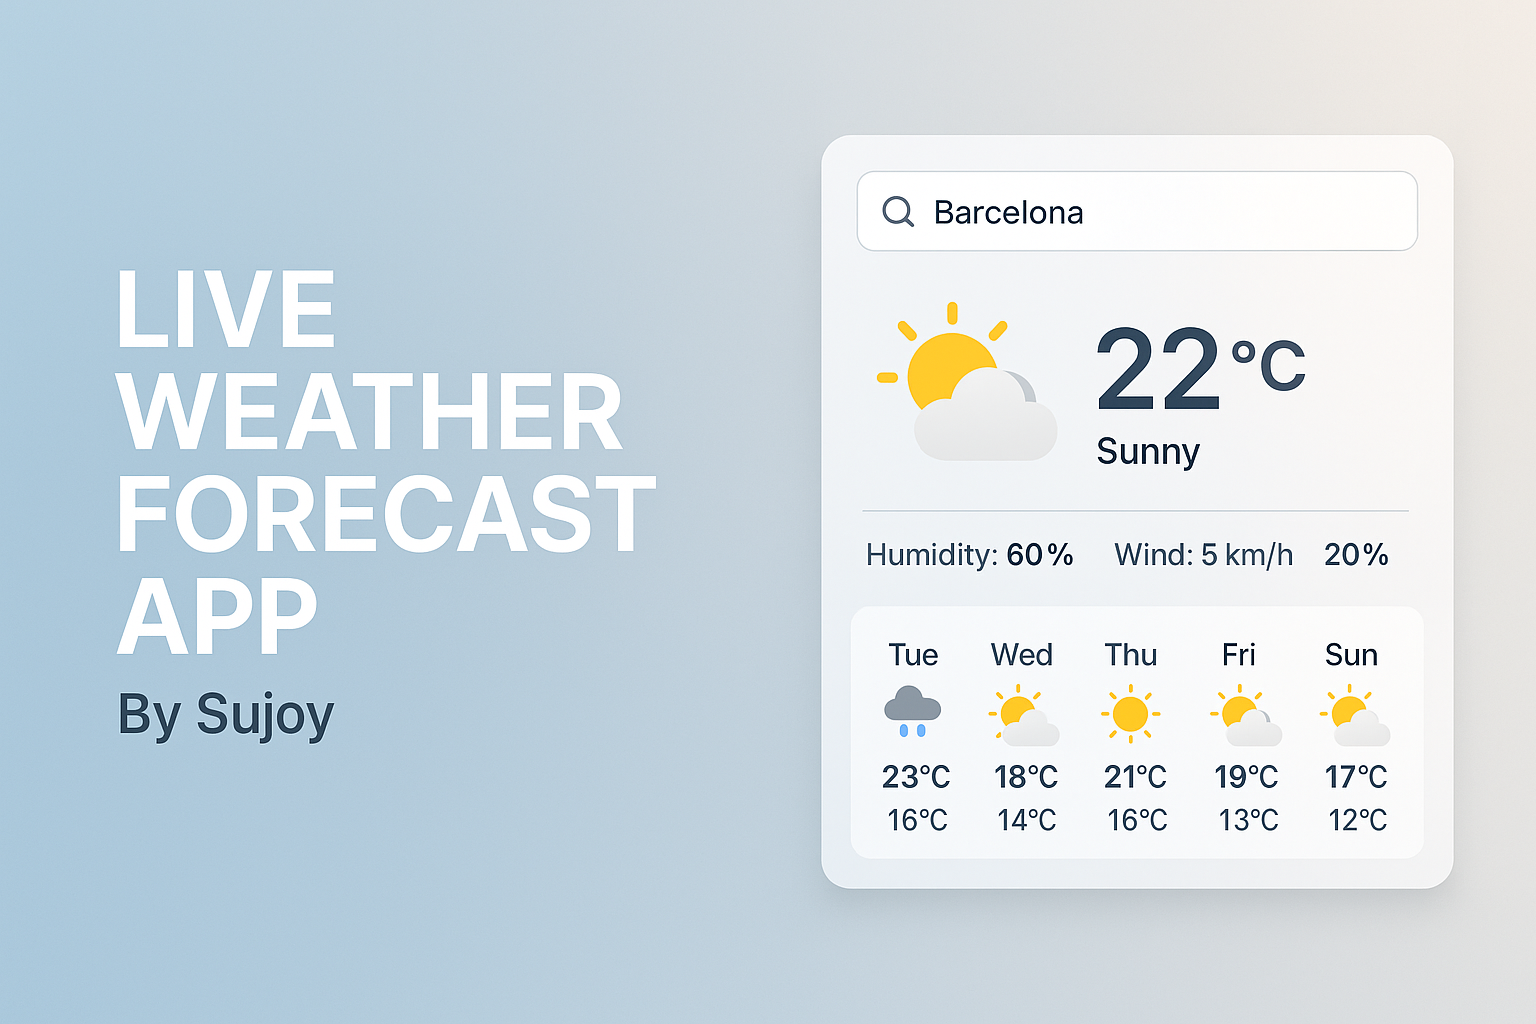 LIVE
WEATHER
FORECAST
APP
By Sujoy
Barcelona
22°C
Sunny
Humidity: 60% Wind: 5 km/h 20%
Tue Wed Thu Fri Sun
23°C 18°C 21°C 19°C 17°C
16°C 14°C 16°C 13°C 12°C